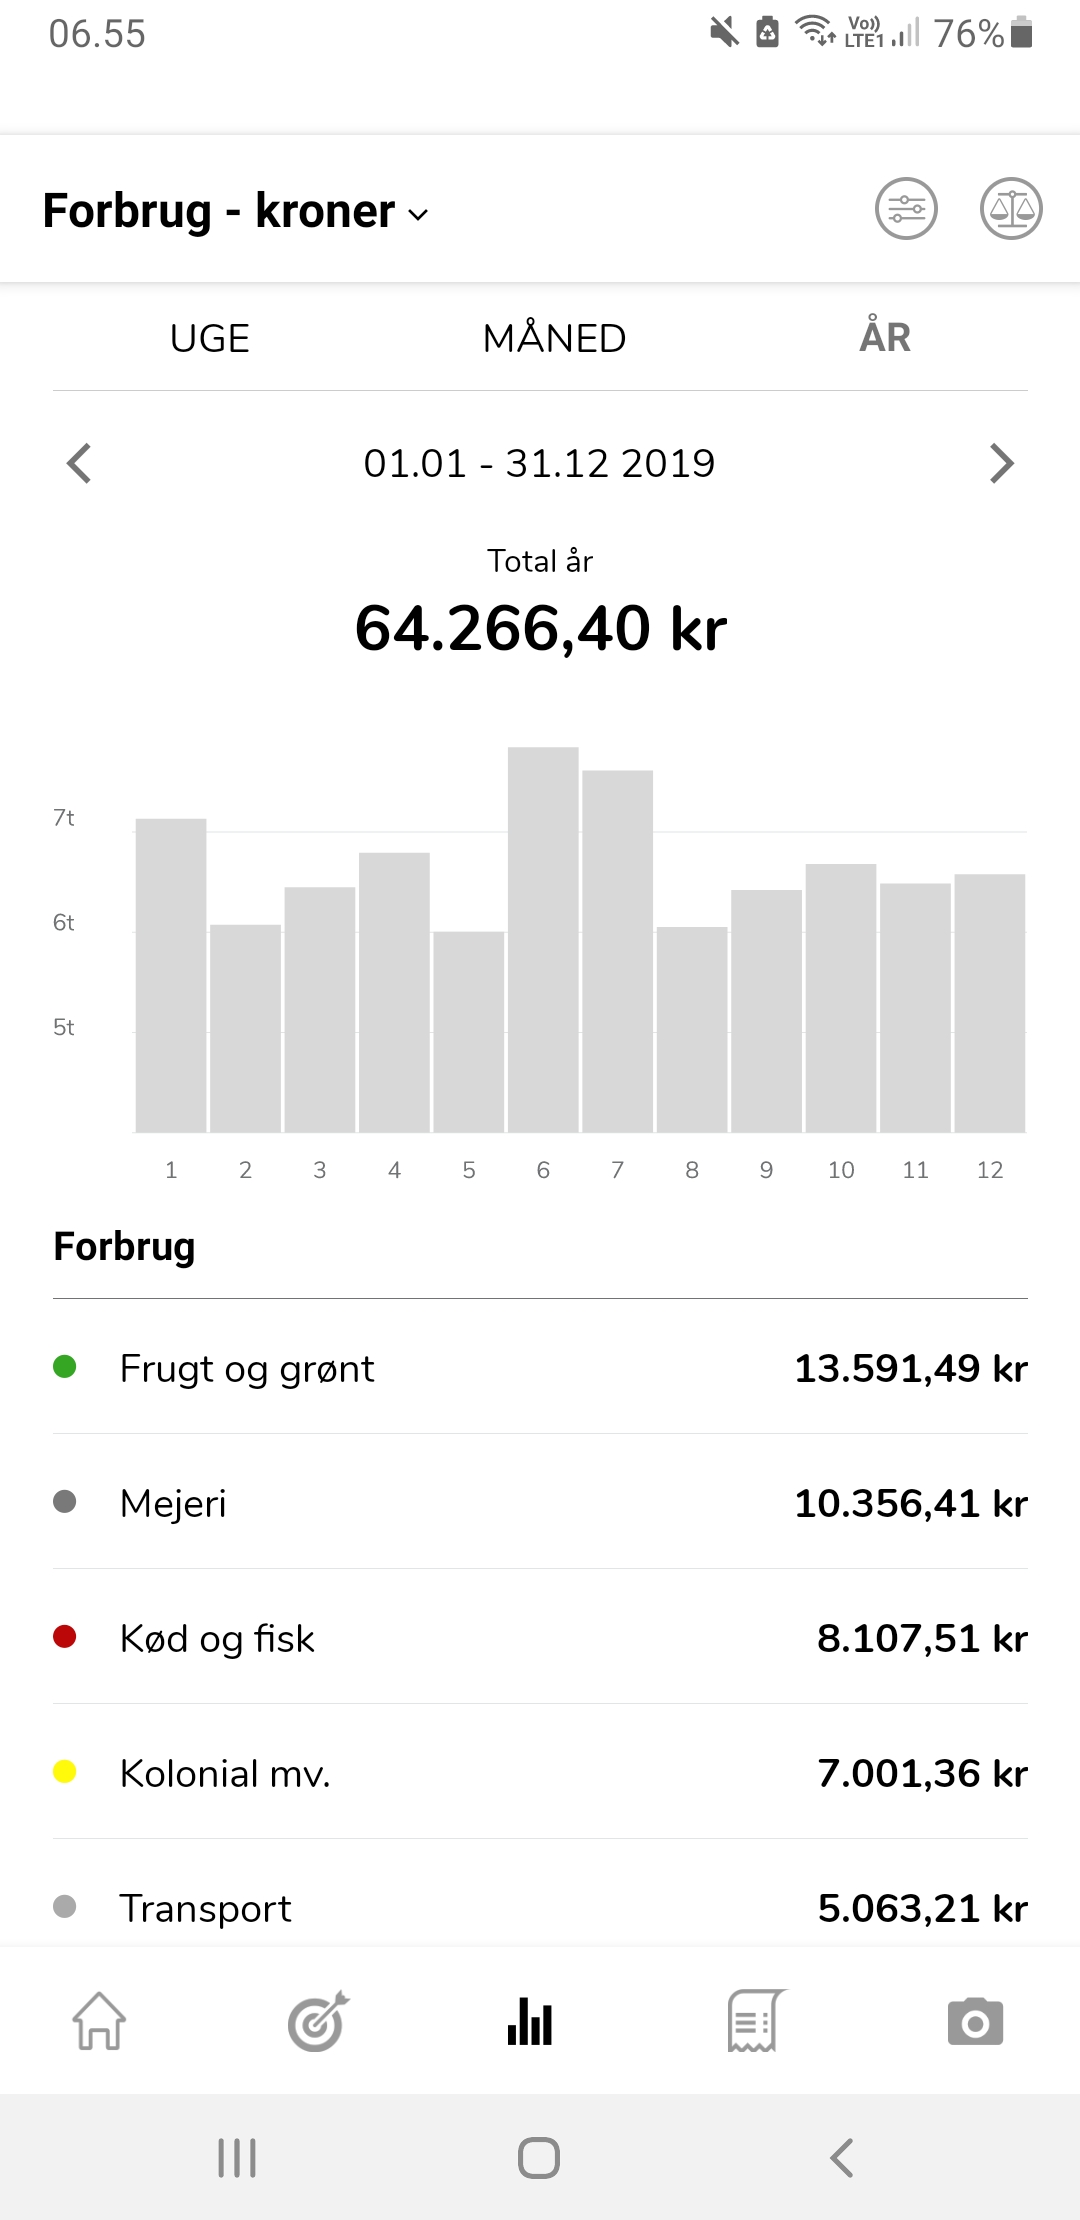 06.55 Vo)) LTE1 76%
Forbrug - kroner
UGE MÅNED ÅR
01.01 - 31.12 2019
Total år
64.266,40 kr
7t
6t
5t
1 2 3 4 5 6 7 8 9 10 11 12
Forbrug
Frugt og grønt 13.591,49 kr
Mejeri 10.356,41 kr
Kød og fisk 8.107,51 kr
Kolonial mv. 7.001,36 kr
Transport 5.063,21 kr